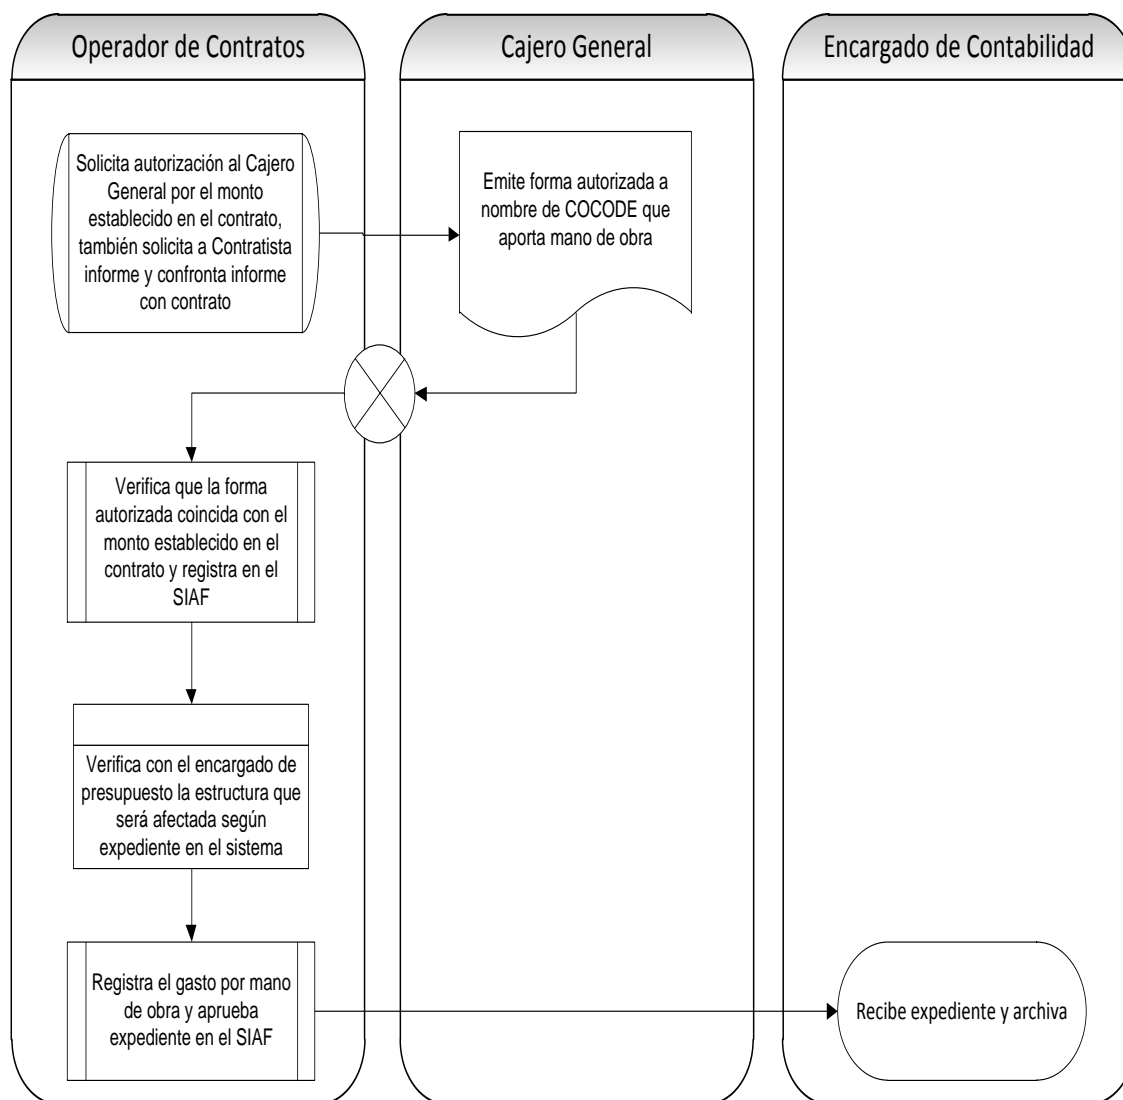 Operador de Contratos
Cajero General
Encargado de Contabilidad
Solicita autorización al Cajero
General por el monto
establecido en el contrato,
también solicita a Contratista
informe y confronta informe
con contrato
Emite forma autorizada a
nombre de COCODE que
aporta mano de obra
Verifica que la forma
autorizada coincida con el
monto establecido en el
contrato y registra en el
SIAF
Verifica con el encargado de
presupuesto la estructura que
será afectada según
expediente en el sistema
Registra el gasto por mano
de obra y aprueba
expediente en el SIAF
Recibe expediente y archiva